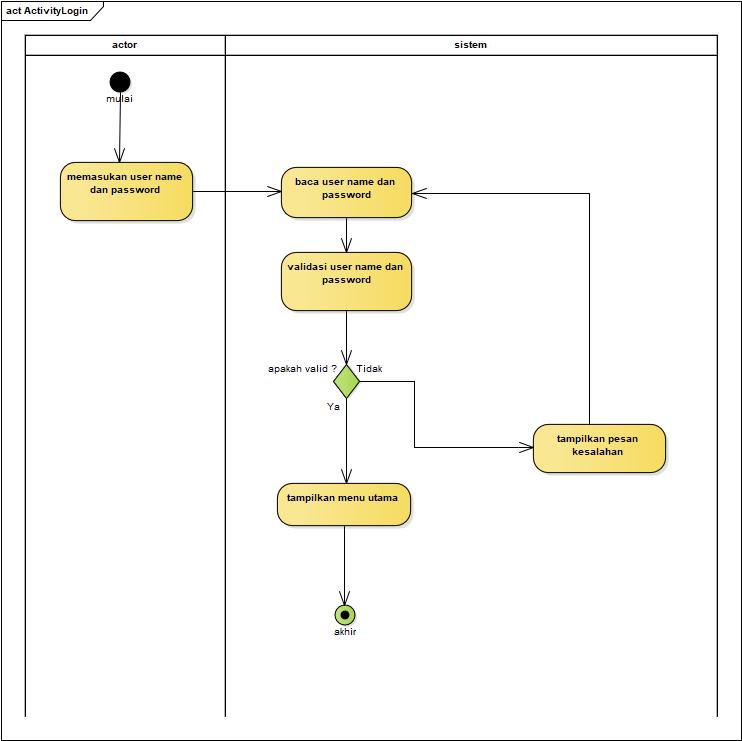 act ActivityLogin
actor
sistem
mulai
memasukan user name
dan password
baca user name dan
password
validasi user name dan
password
apakah valid ?
Tidak
Ya
tampilkan pesan
kesalahan
tampilkan menu utama
akhir